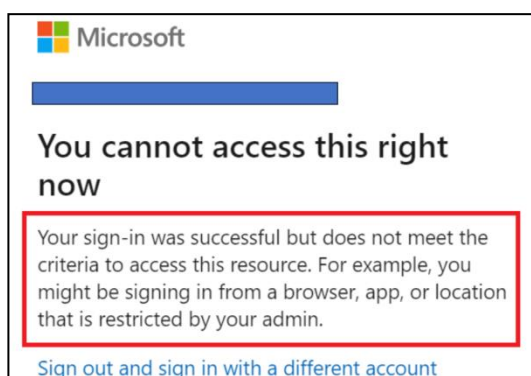 Microsoft
You cannot access this right
now
Your sign-in was successful but does not meet the
criteria to access this resource. For example, you
might be signing in from a browser, app, or location
that is restricted by your admin.
Sign out and sign in with a different account